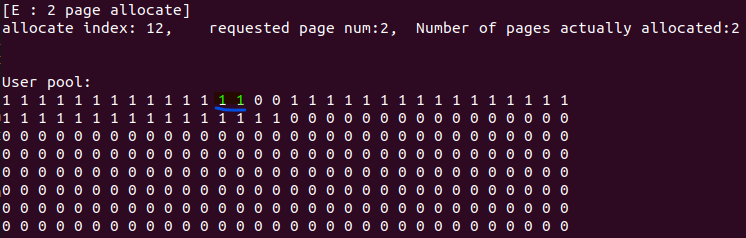 [E : 2 page allocate]
allocate index: 12,    requested page num:2,  Number of pages actually allocated:2
User pool:
1 1 1 1 1 1 1 1 1 1 1 1 1 1 0 0 1 1 1 1 1 1 1 1 1 1 1 1 1 1 1 1
1 1 1 1 1 1 1 1 1 1 1 1 1 1 1 1 0 0 0 0 0 0 0 0 0 0 0 0 0 0 0 0
0 0 0 0 0 0 0 0 0 0 0 0 0 0 0 0 0 0 0 0 0 0 0 0 0 0 0 0 0 0 0 0
0 0 0 0 0 0 0 0 0 0 0 0 0 0 0 0 0 0 0 0 0 0 0 0 0 0 0 0 0 0 0 0
0 0 0 0 0 0 0 0 0 0 0 0 0 0 0 0 0 0 0 0 0 0 0 0 0 0 0 0 0 0 0 0
0 0 0 0 0 0 0 0 0 0 0 0 0 0 0 0 0 0 0 0 0 0 0 0 0 0 0 0 0 0 0 0
0 0 0 0 0 0 0 0 0 0 0 0 0 0 0 0 0 0 0 0 0 0 0 0 0 0 0 0 0 0 0 0
0 0 0 0 0 0 0 0 0 0 0 0 0 0 0 0 0 0 0 0 0 0 0 0 0 0 0 0 0 0 0 0